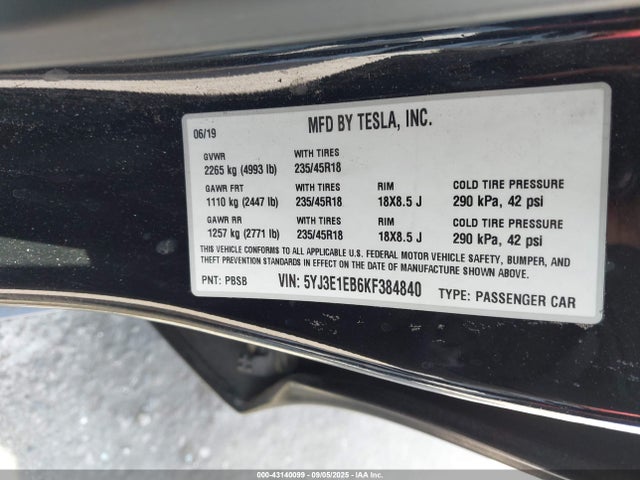 06/19 MFD BY TESLA, INC.
GVWR WITH TIRES
2265 kg (4993 lb) 235/45R18
GAWR FRT WITH TIRES RIM COLD TIRE PRESSURE
1110 kg (2447 lb) 235/45R18 18X8.5 J 290 kPa, 42 psi
GAWR RR WITH TIRES RIM COLD TIRE PRESSURE
1257 kg (2771 lb) 235/45R18 18X8.5 J 290 kPa, 42 psi
THIS VEHICLE CONFORMS TO ALL APPLICABLE U.S. FEDERAL MOTOR VEHICLE SAFETY, BUMPER, AND
THEFT PREVENTION STANDARDS IN EFFECT ON THE DATE OF MANUFACTURE SHOWN ABOVE.
PNT: PBSB VIN: 5YJ3E1EB6KF384840 TYPE: PASSENGER CAR
000-43140099 - 09/05/2025 - IAAI Inc.